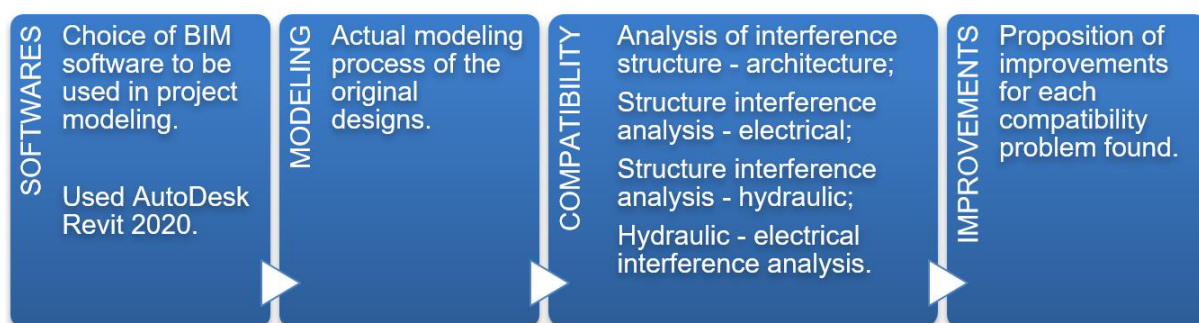 SOFTWARES
Choice of BIM
software to be
used in project
modeling.
Used AutoDesk
Revit 2020.
MODELING
Actual modeling
process of the
original
designs.
COMPATIBILITY
Analysis of interference
structure - architecture;
Structure interference
analysis - electrical;
Structure interference
analysis - hydraulic;
Hydraulic - electrical
interference analysis.
IMPROVEMENTS
Proposition of
improvements
for each
compatibility
problem found.